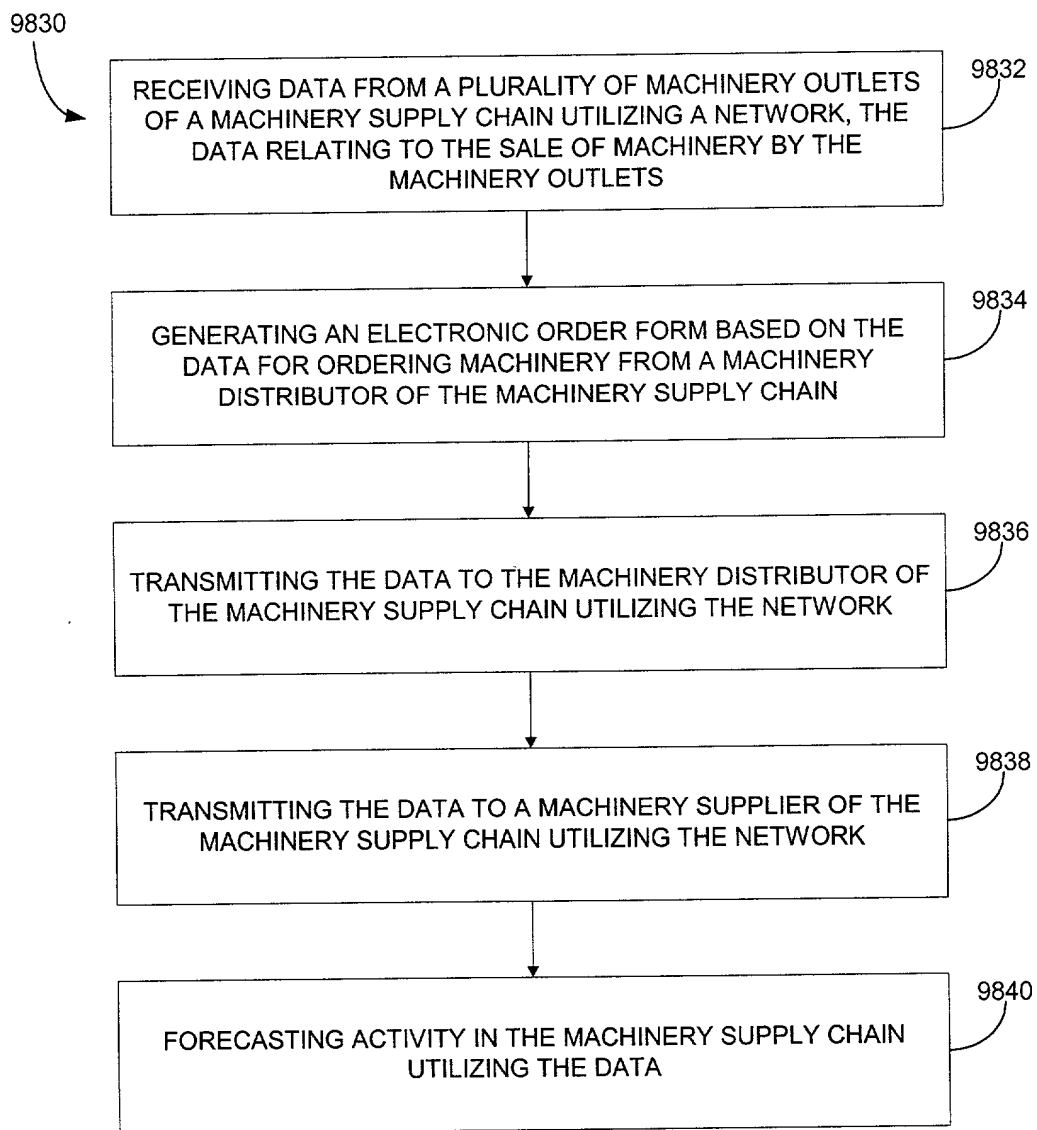 9830
9832
RECEIVING DATA FROM A PLURALITY OF MACHINERY OUTLETS
OF A MACHINERY SUPPLY CHAIN UTILIZING A NETWORK, THE
DATA RELATING TO THE SALE OF MACHINERY BY THE
MACHINERY OUTLETS
9834
GENERATING AN ELECTRONIC ORDER FORM BASED ON THE
DATA FOR ORDERING MACHINERY FROM A MACHINERY
DISTRIBUTOR OF THE MACHINERY SUPPLY CHAIN
9836
TRANSMITTING THE DATA TO THE MACHINERY DISTRIBUTOR OF
THE MACHINERY SUPPLY CHAIN UTILIZING THE NETWORK
9838
TRANSMITTING THE DATA TO A MACHINERY SUPPLIER OF THE
MACHINERY SUPPLY CHAIN UTILIZING THE NETWORK
9840
FORECASTING ACTIVITY IN THE MACHINERY SUPPLY CHAIN
UTILIZING THE DATA